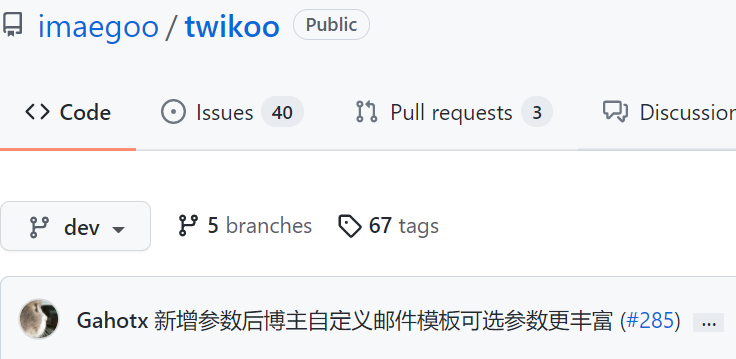 imaegoo / twikoo Public
Code Issues 40 Pull requests 3 Discussion
dev 5 branches 67 tags
Gahotx 新增参数后博主自定义邮件模板可选参数更丰富 (#285) ...